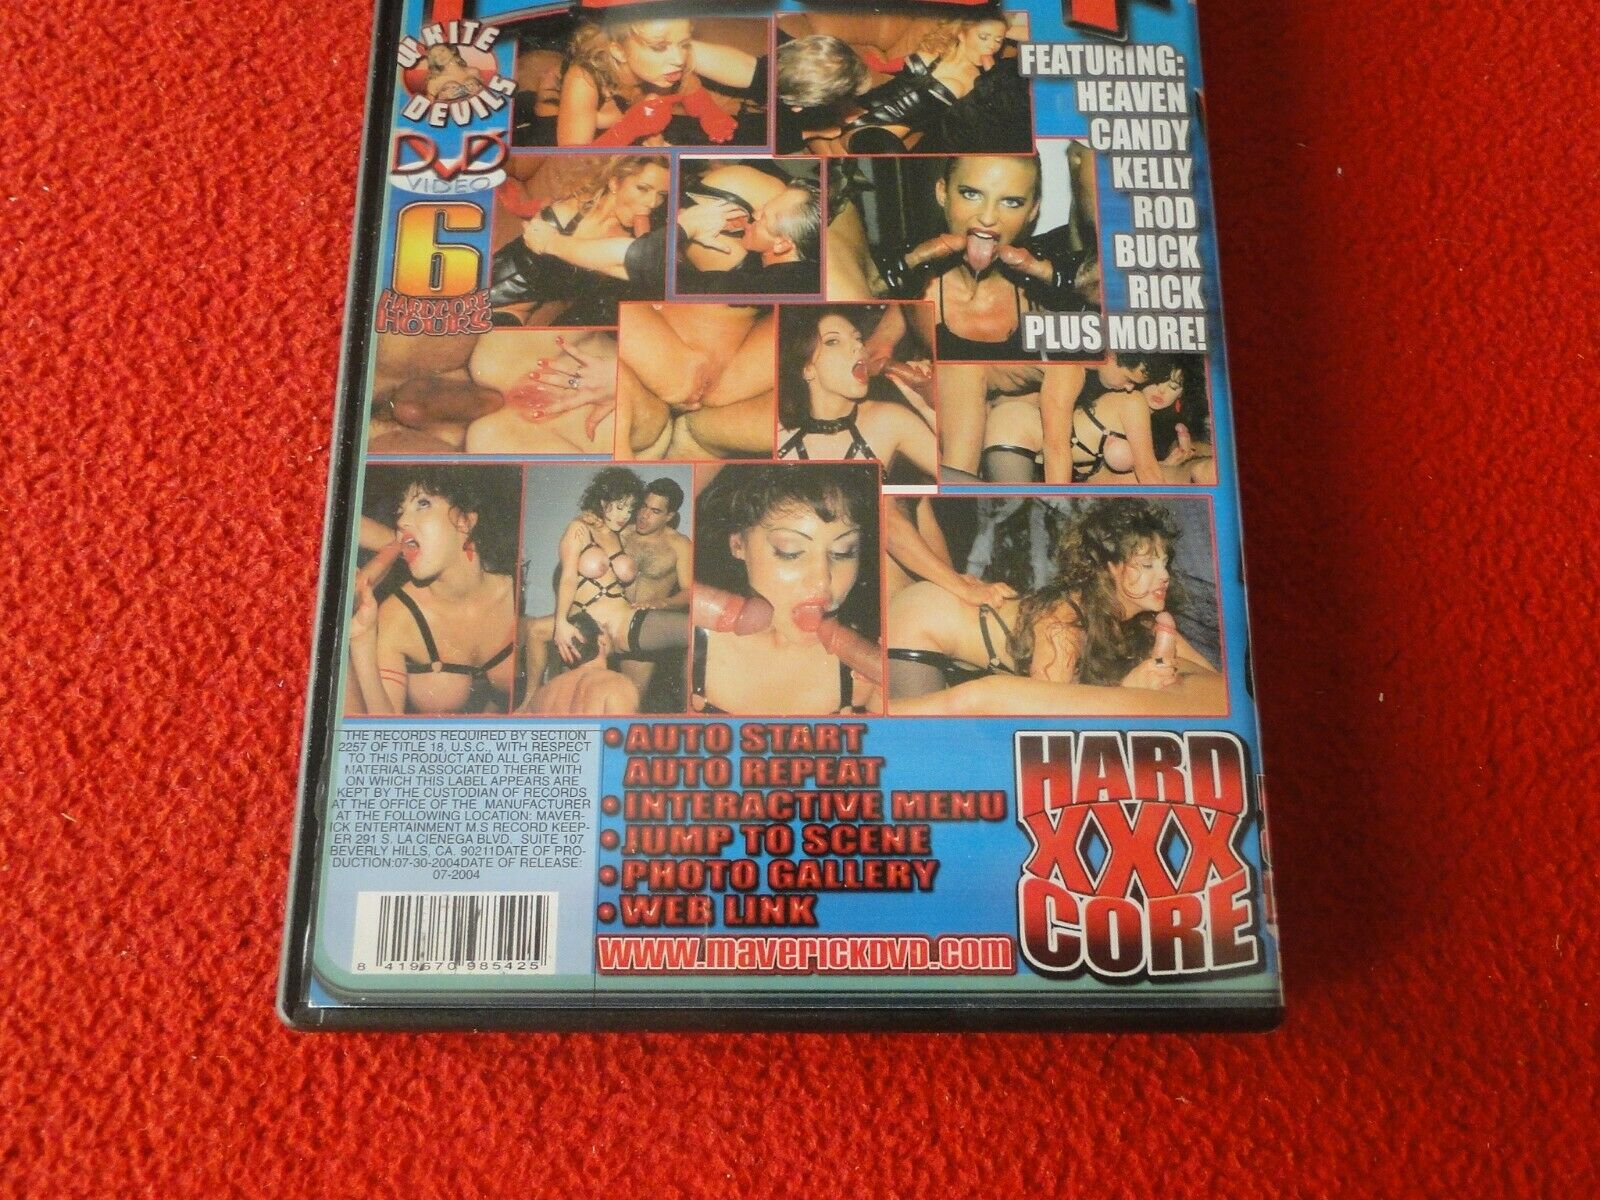 WHITE
DEVILS
DVD
VIDEO
6
HARDCORE
HOURS
FEATURING:
HEAVEN
CANDY
KELLY
ROD
BUCK
RICK
PLUS MORE!
THE RECORDS REQUIRED BY SECTION
2257 OF TITLE 18, U.S.C., WITH RESPECT
TO THIS PRODUCT AND ALL GRAPHIC
MATERIALS ASSOCIATED THERE WITH
ON WHICH THIS LABEL APPEARS ARE
KEPT BY THE CUSTODIAN OF RECORDS
AT THE OFFICE OF THE MANUFACTURER
AT THE FOLLOWING LOCATION: MAVER-
ICK ENTERTAINMENT M.S RECORD KEEP-
ER 291 S. LA CIENEGA BLVD. SUITE 107
BEVERLY HILLS, CA. 90211DATE OF PRO-
DUCTION:07-30-2004DATE OF RELEASE:
07-2004
8 419670 985425
• AUTO START
AUTO REPEAT
• INTERACTIVE MENU
• JUMP TO SCENE
• PHOTO GALLERY
• WEB LINK
www.maverickDVD.com
HARD
XXX
CORE